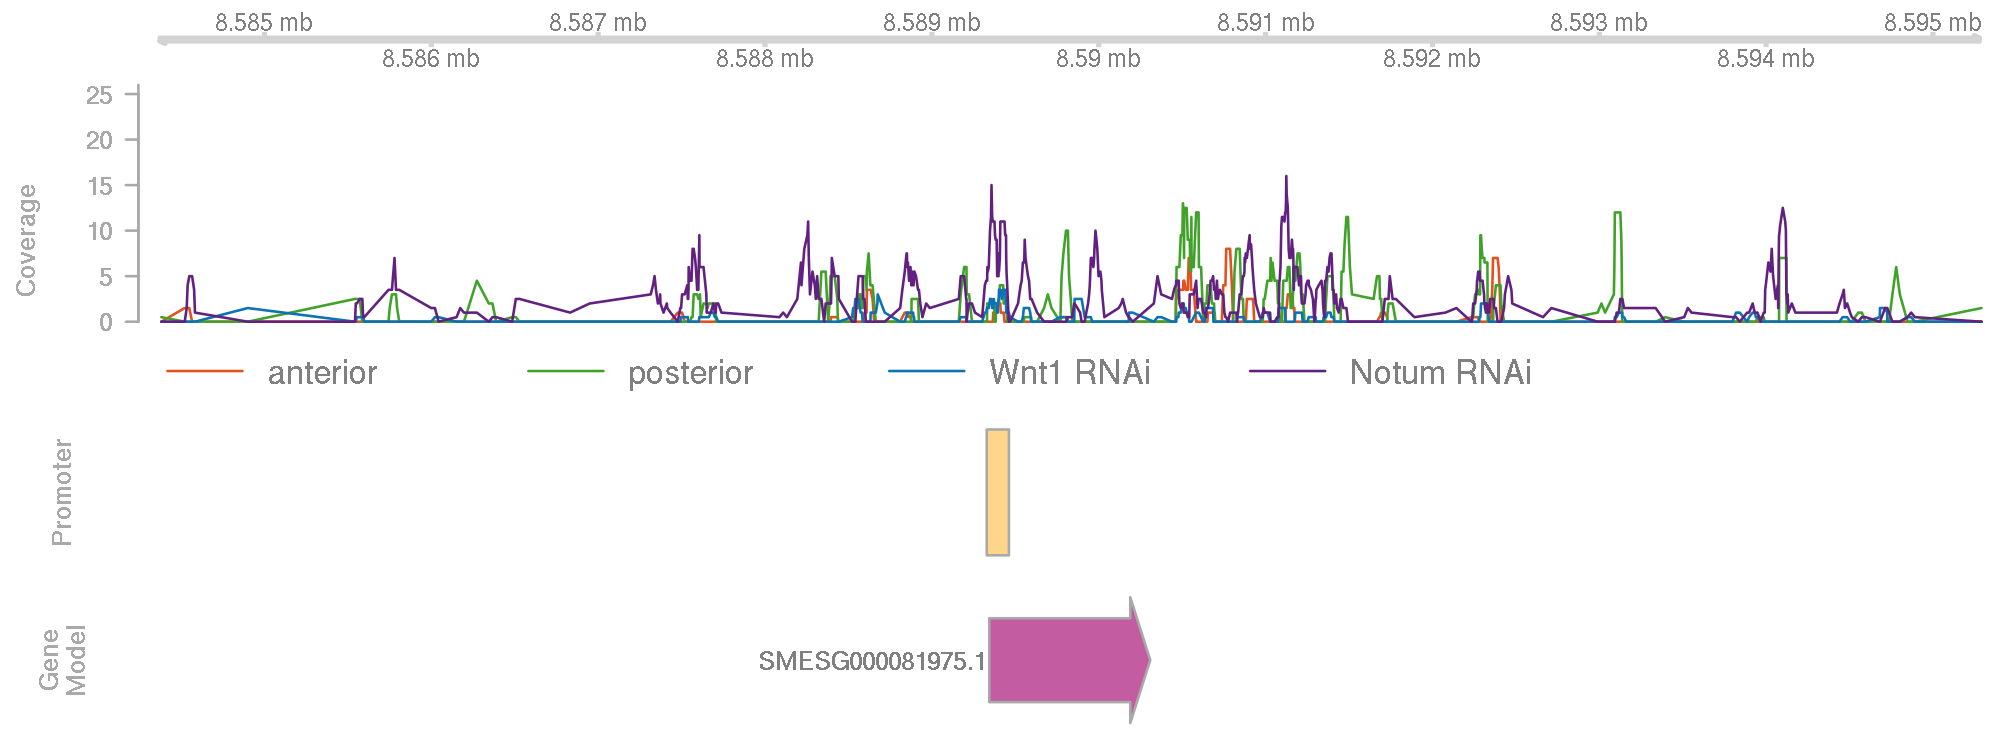 8.585 mb 8.587 mb 8.589 mb 8.591 mb 8.593 mb 8.595 mb
8.586 mb 8.588 mb 8.59 mb 8.592 mb 8.594 mb
Coverage
25
20
15
10
5
0
anterior posterior Wnt1 RNAi Notum RNAi
Promoter
Gene
Model
SMESG000081975.1